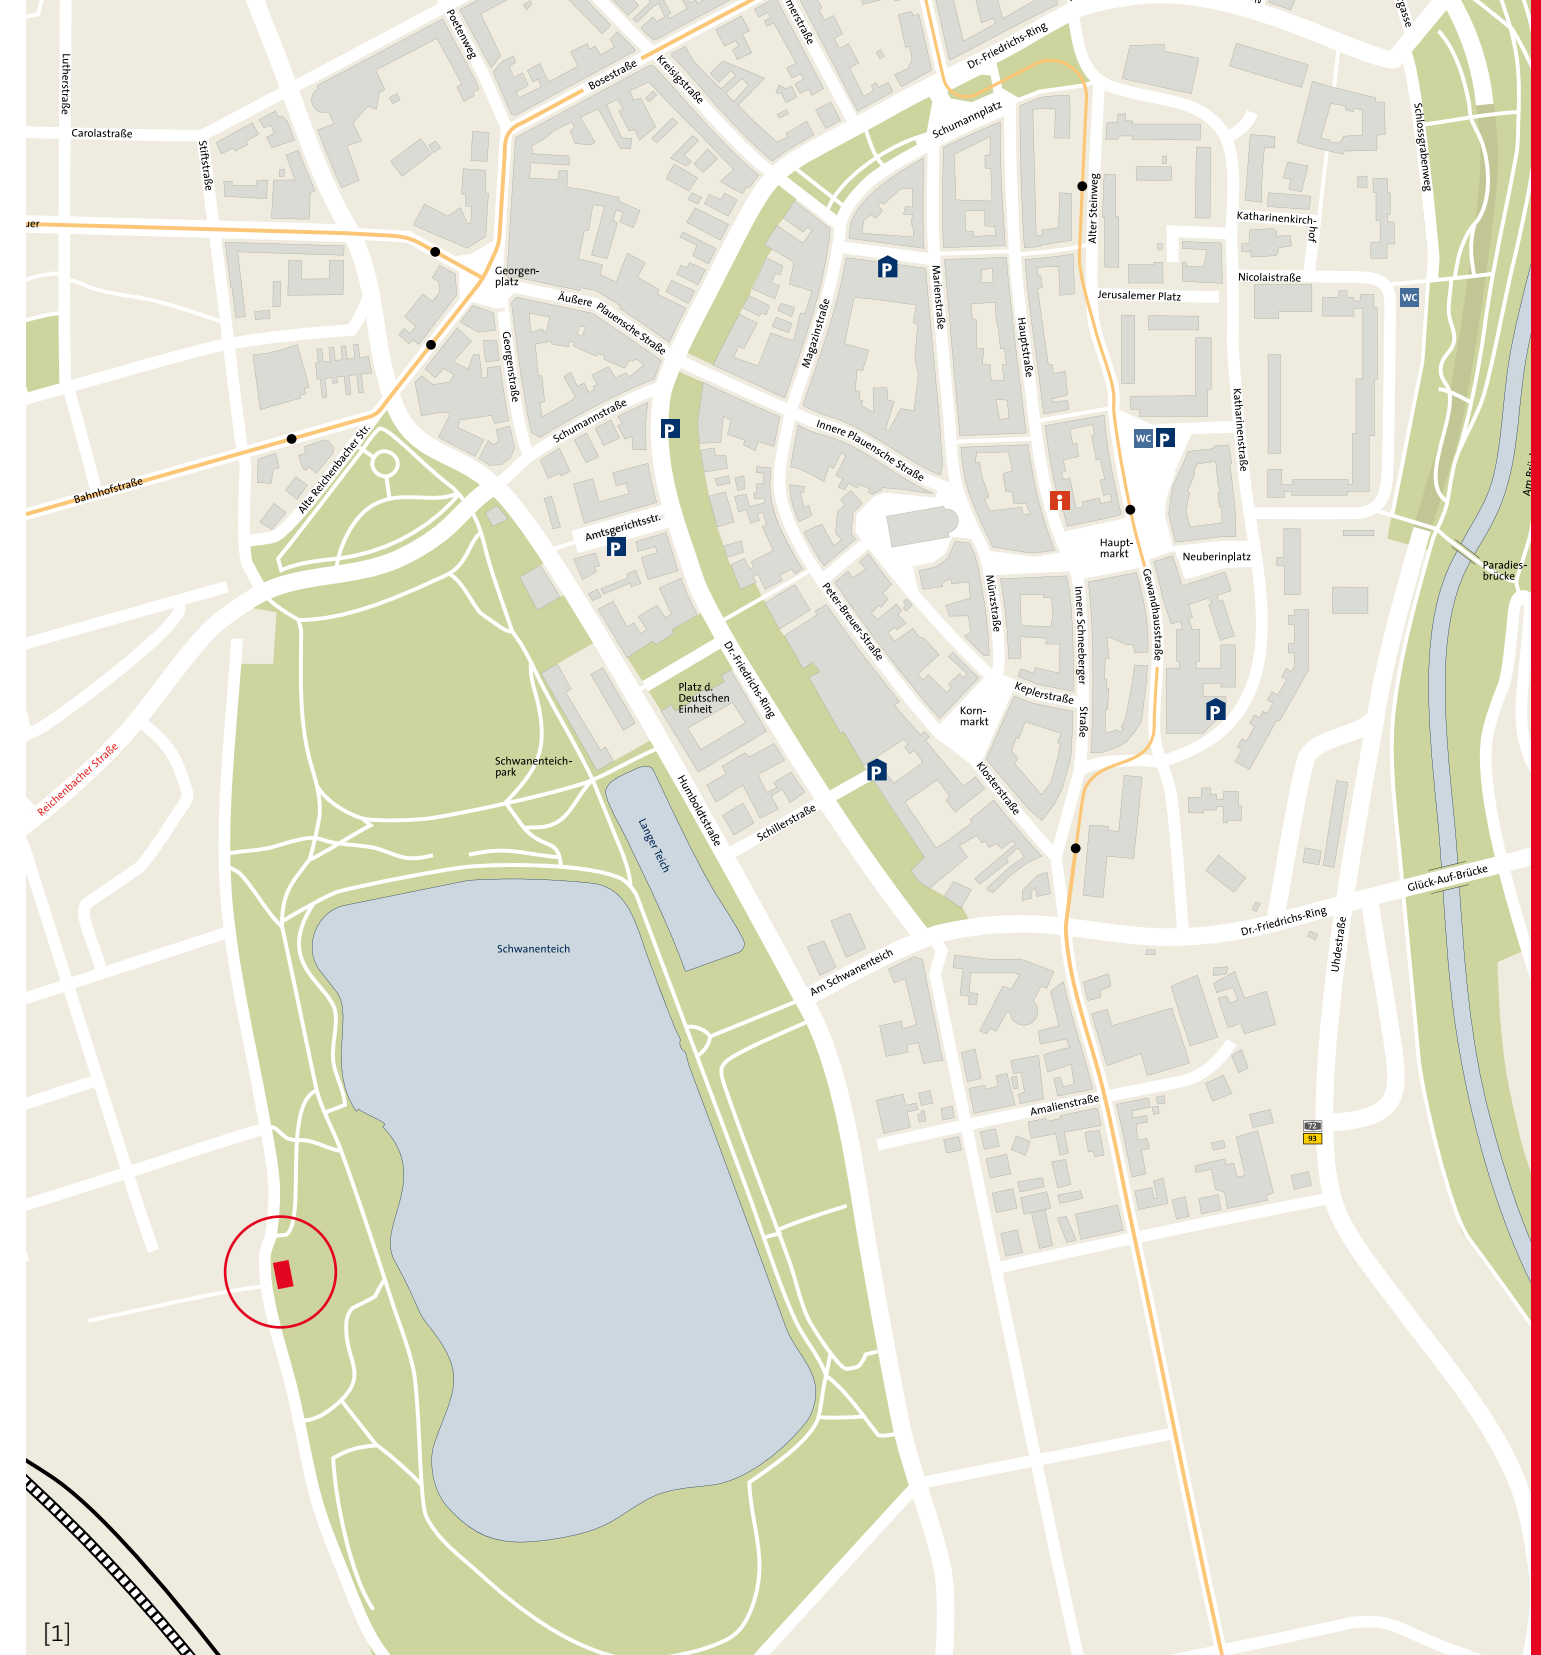 Poetenweg
Dr.-Friedrichs-Ring
Lutherstraße
Bosestraße
Kreisigstraße
Carolastraße
Stiftstraße
Schumannplatz
Schlossgrabenweg
Alter Steinweg
Katharinenkirch-
hof
Georgen-
platz
P
Nicolaistraße
Jerusalemer Platz
WC
Äußere Plauensche Straße
Marienstraße
Magazinstraße
Hauptstraße
Georgenstraße
Schumannstraße
P
Innere Plauensche Straße
WC P
Katharinenstraße
Alte Reichenbacher Str.
Bahnhofstraße
i
Amtsgerichtsstr.
P
Haupt-
markt
Neuberinplatz
Paradies-
brücke
Münzstraße
Peter-Breuer-Straße
Innere Schneeberger
Straße
Gewandhausstraße
Dr.-Friedrichs-Ring
Platz d.
Deutschen
Einheit
Keplerstraße
Korn-
markt
P
Reichenbacher Straße
Schwanenteich-
park
P
Humboldtstraße
Klosterstraße
Schillerstraße
Langer Teich
Glück-Auf-Brücke
Dr.-Friedrichs-Ring
Uhdestraße
Schwanenteich
Am Schwanenteich
Amalienstraße
72
93
[1]